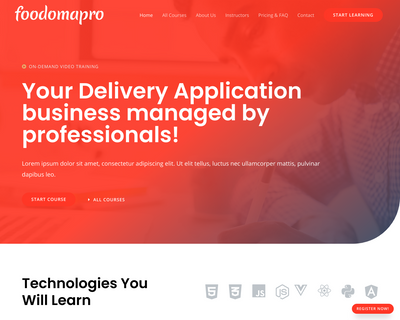 foodomapro
Home All Courses About Us Instructors Pricing & FAQ Contact START LEARNING
ON-DEMAND VIDEO TRAINING
Your Delivery Application
business managed by
professionals!
Lorem ipsum dolor sit amet, consectetur adipiscing elit. Ut elit tellus, luctus nec ullamcorper mattis, pulvinar
dapibus leo.
START COURSE ALL COURSES
Technologies You
Will Learn
5 3 JS JS A
REGISTER NOW!